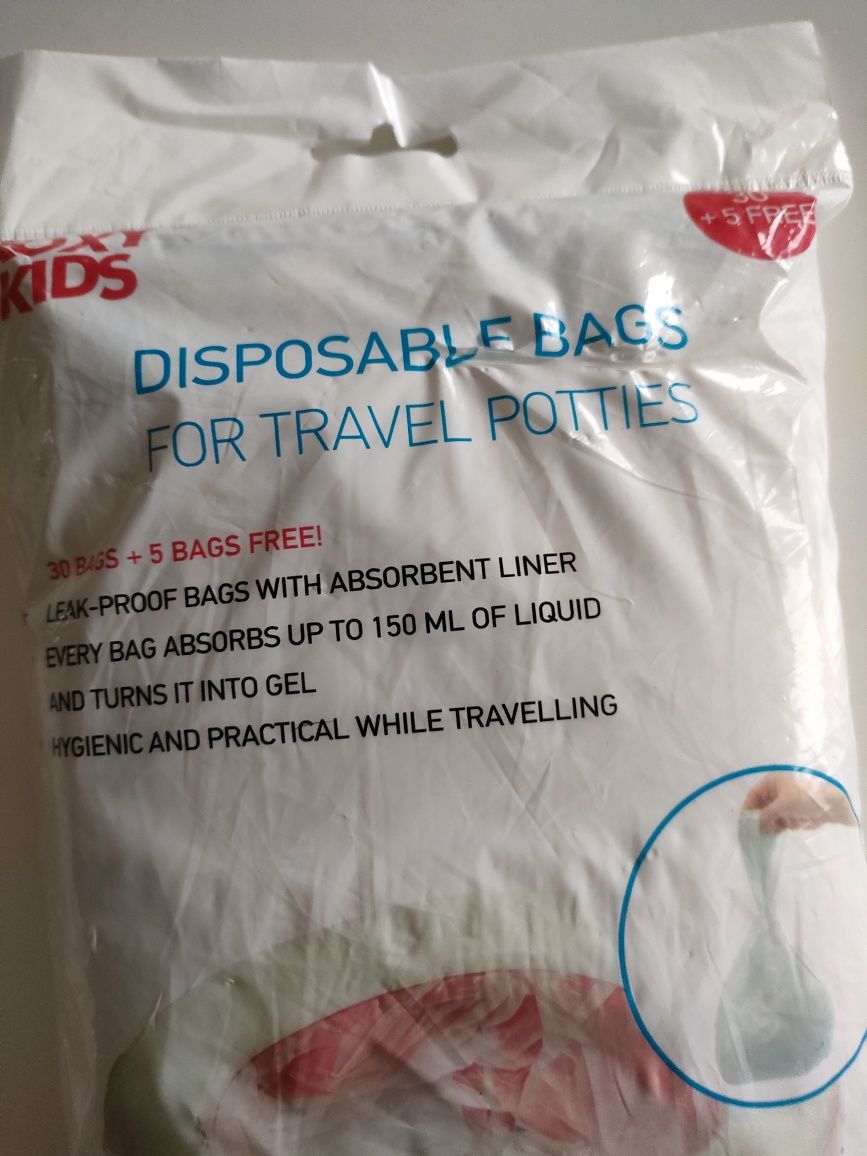 ROXY
KIDS
30
+ 5 FREE
DISPOSABLE BAGS
FOR TRAVEL POTTIES
30 BAGS + 5 BAGS FREE!
LEAK-PROOF BAGS WITH ABSORBENT LINER
EVERY BAG ABSORBS UP TO 150 ML OF LIQUID
AND TURNS IT INTO GEL
HYGIENIC AND PRACTICAL WHILE TRAVELLING